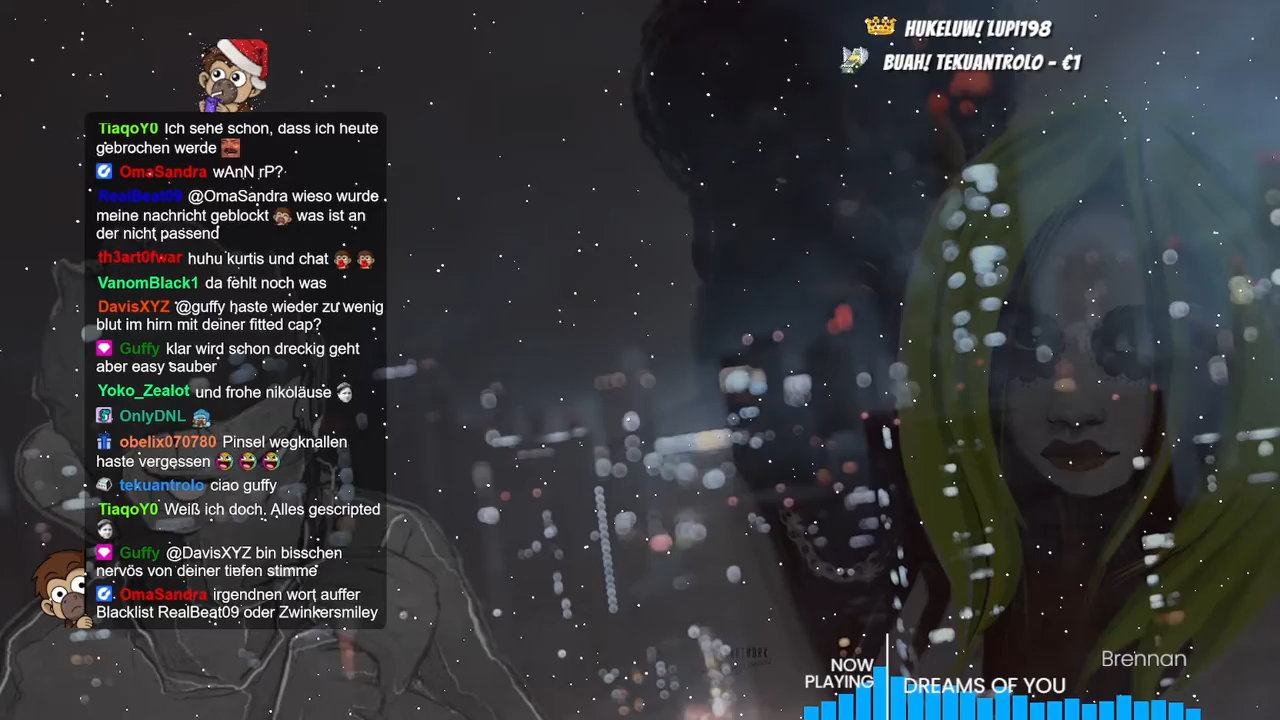 HUKELUW! LUPI198
BUAH! TEKUANTROLO - €1
TiaqoY0 Ich sehe schon, dass ich heute
gebrochen werde
OmaSandra wAnN rP?
RealBeat09 @OmaSandra wieso wurde
meine nachricht geblockt was ist an
der nicht passend
th3art0fwar huhu kurtis und chat
VanomBlack1 da fehlt noch was
DavisXYZ @guffy haste wieder zu wenig
blut im hirn mit deiner fitted cap?
Guffy klar wird schon dreckig geht
aber easy sauber
Yoko_Zealot und frohe nikoläuse
OnlyDNL
obelix070780 Pinsel wegknallen
haste vergessen
tekuantrolo ciao guffy
TiaqoY0 Weiß ich doch. Alles gescripted
Guffy @DavisXYZ bin bisschen
nervös von deiner tiefen stimme
OmaSandra irgendnen wort auffer
Blacklist RealBeat09 oder Zwinkersmiley
Brennan
NOW
PLAYING
DREAMS OF YOU